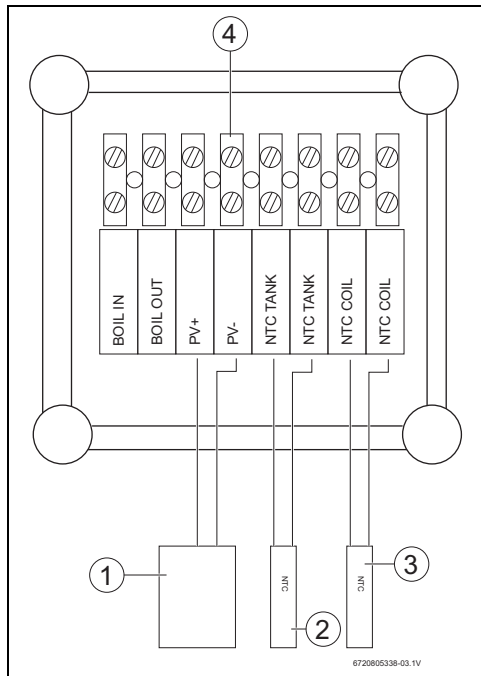 4
BOIL IN
BOIL OUT
PV+
PV-
NTC TANK
NTC TANK
NTC COIL
NTC COIL
1
NTC
2
NTC
3
6720805338-03.1V